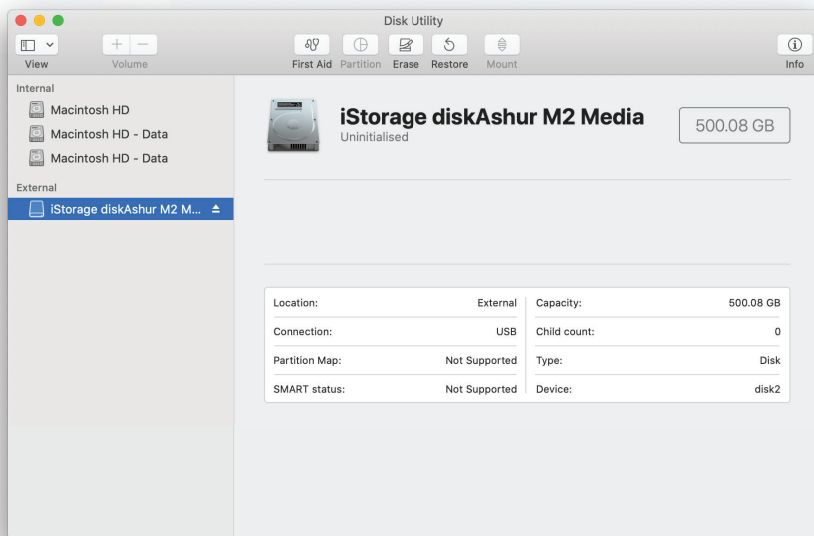 Disk Utility
View
Volume
First Aid
Partition
Erase
Restore
Mount
Info
Internal
Macintosh HD
Macintosh HD - Data
Macintosh HD - Data
External
iStorage diskAshur M2 M...
iStorage diskAshur M2 Media
Uninitialised
500.08 GB
Location: External
Connection: USB
Partition Map: Not Supported
SMART status: Not Supported
Capacity: 500.08 GB
Child count: 0
Type: Disk
Device: disk2